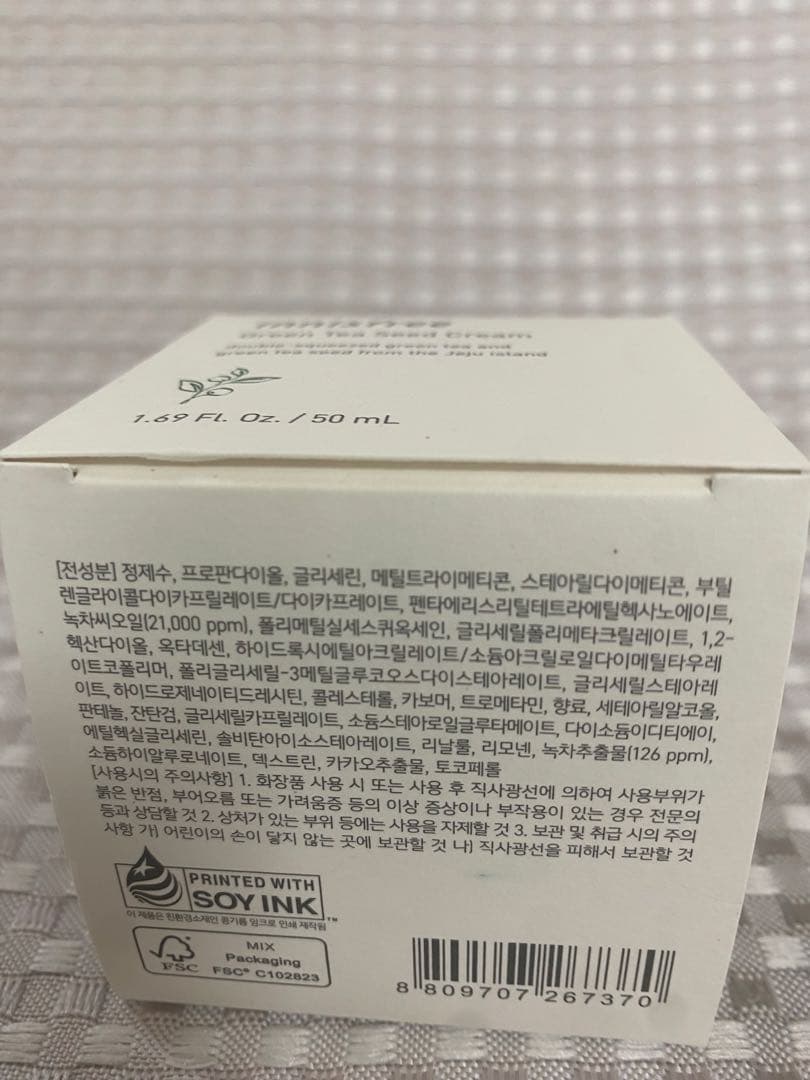 innisfree
Green Tea Seed Cream
double-squeezed green tea and
green tea seed from the Jeju island
1.69 Fl. Oz. / 50 mL
[전성분] 정제수, 프로판다이올, 글리세린, 메틸트라이메티콘, 스테아릴다이메티콘, 부틸
렌글라이콜다이카프릴레이트/다이카프레이트, 펜타에리스리틸테트라에틸헥사노에이트,
녹차씨오일(21,000 ppm), 폴리메틸실세스퀴옥세인, 글리세릴폴리메타크릴레이트, 1,2-
헥산다이올, 옥타데센, 하이드록시에틸아크릴레이트/소듐아크릴로일다이메틸타우레
이트코폴리머, 폴리글리세릴-3메틸글루코오스다이스테아레이트, 글리세릴스테아레
이트, 하이드로제네이티드레시틴, 콜레스테롤, 카보머, 트로메타민, 향료, 세테아릴알코올,
판테놀, 잔탄검, 글리세릴카프릴레이트, 소듐스테아로일글루타메이트, 다이소듐이디티에이,
에틸헥실글리세린, 솔비탄아이소스테아레이트, 리날룰, 리모넨, 녹차추출물(126 ppm),
소듐하이알루로네이트, 덱스트린, 카카오추출물, 토코페롤
[사용시의 주의사항] 1. 화장품 사용 시 또는 사용 후 직사광선에 의하여 사용부위가
붉은 반점, 부어오름 또는 가려움증 등의 이상 증상이나 부작용이 있는 경우 전문의
등과 상담할 것 2. 상처가 있는 부위 등에는 사용을 자제할 것 3. 보관 및 취급 시의 주의
사항 가) 어린이의 손이 닿지 않는 곳에 보관할 것 나) 직사광선을 피해서 보관할 것
PRINTED WITH
SOY INK™
이 제품은 친환경소재인 콩기름 잉크로 인쇄 제작됨
FSC
MIX
Packaging
FSC® C102823
8 809707 267370